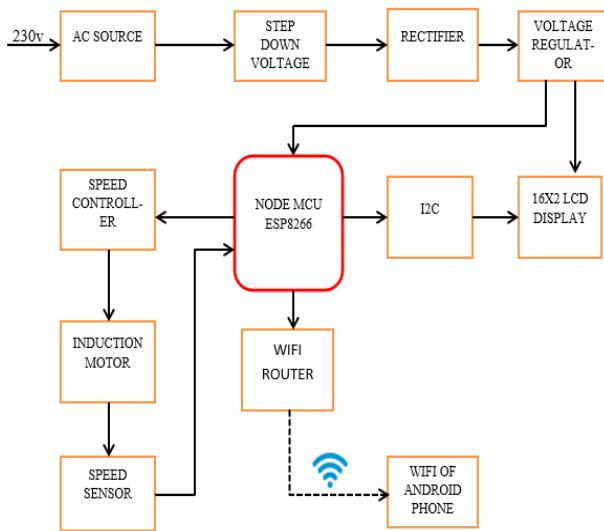 230v
AC SOURCE
STEP
DOWN
VOLTAGE
RECTIFIER
VOLTAGE
REGULAT-
OR
SPEED
CONTROLL-
ER
NODE MCU
ESP8266
I2C
16X2 LCD
DISPLAY
INDUCTION
MOTOR
WIFI
ROUTER
SPEED
SENSOR
WIFI OF
ANDROID
PHONE